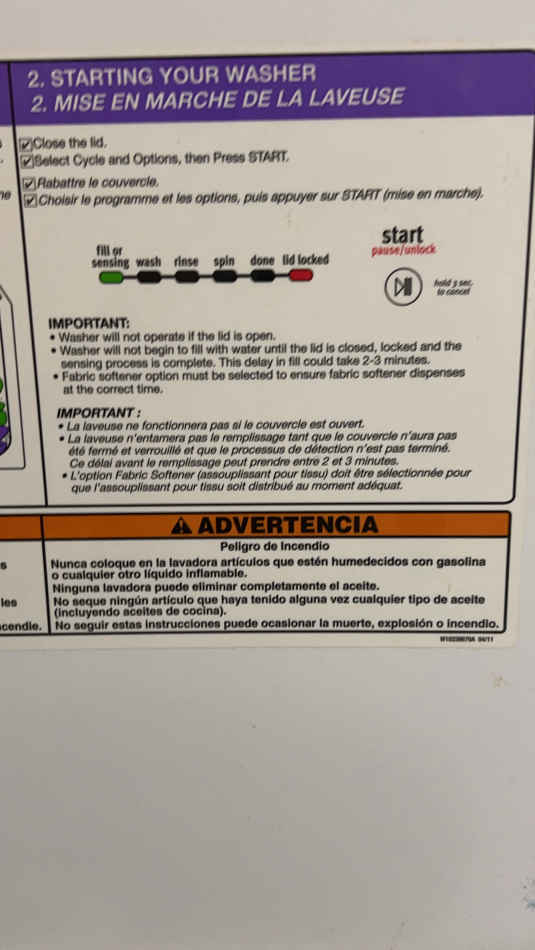 2. STARTING YOUR WASHER
2. MISE EN MARCHE DE LA LAVEUSE
Close the lid.
Select Cycle and Options, then Press START.
Rabattre le couvercle.
Choisir le programme et les options, puis appuyer sur START (mise en marche).
start
pause/unlock
fill or
sensing wash rinse spin done lid locked
hold 3 sec.
to cancel
IMPORTANT:
• Washer will not operate if the lid is open.
• Washer will not begin to fill with water until the lid is closed, locked and the
sensing process is complete. This delay in fill could take 2-3 minutes.
• Fabric softener option must be selected to ensure fabric softener dispenses
at the correct time.
IMPORTANT :
• La laveuse ne fonctionnera pas si le couvercle est ouvert.
• La laveuse n'entamera pas le remplissage tant que le couvercle n'aura pas
été fermé et verrouillé et que le processus de détection n'est pas terminé.
Ce délai avant le remplissage peut prendre entre 2 et 3 minutes.
• L'option Fabric Softener (assouplissant pour tissu) doit être sélectionnée pour
que l'assouplissant pour tissu soit distribué au moment adéquat.
ADVERTENCIA
Peligro de Incendio
Nunca coloque en la lavadora artículos que estén humedecidos con gasolina
o cualquier otro líquido inflamable.
Ninguna lavadora puede eliminar completamente el aceite.
No seque ningún artículo que haya tenido alguna vez cualquier tipo de aceite
(incluyendo aceites de cocina).
No seguir estas instrucciones puede ocasionar la muerte, explosión o incendio.